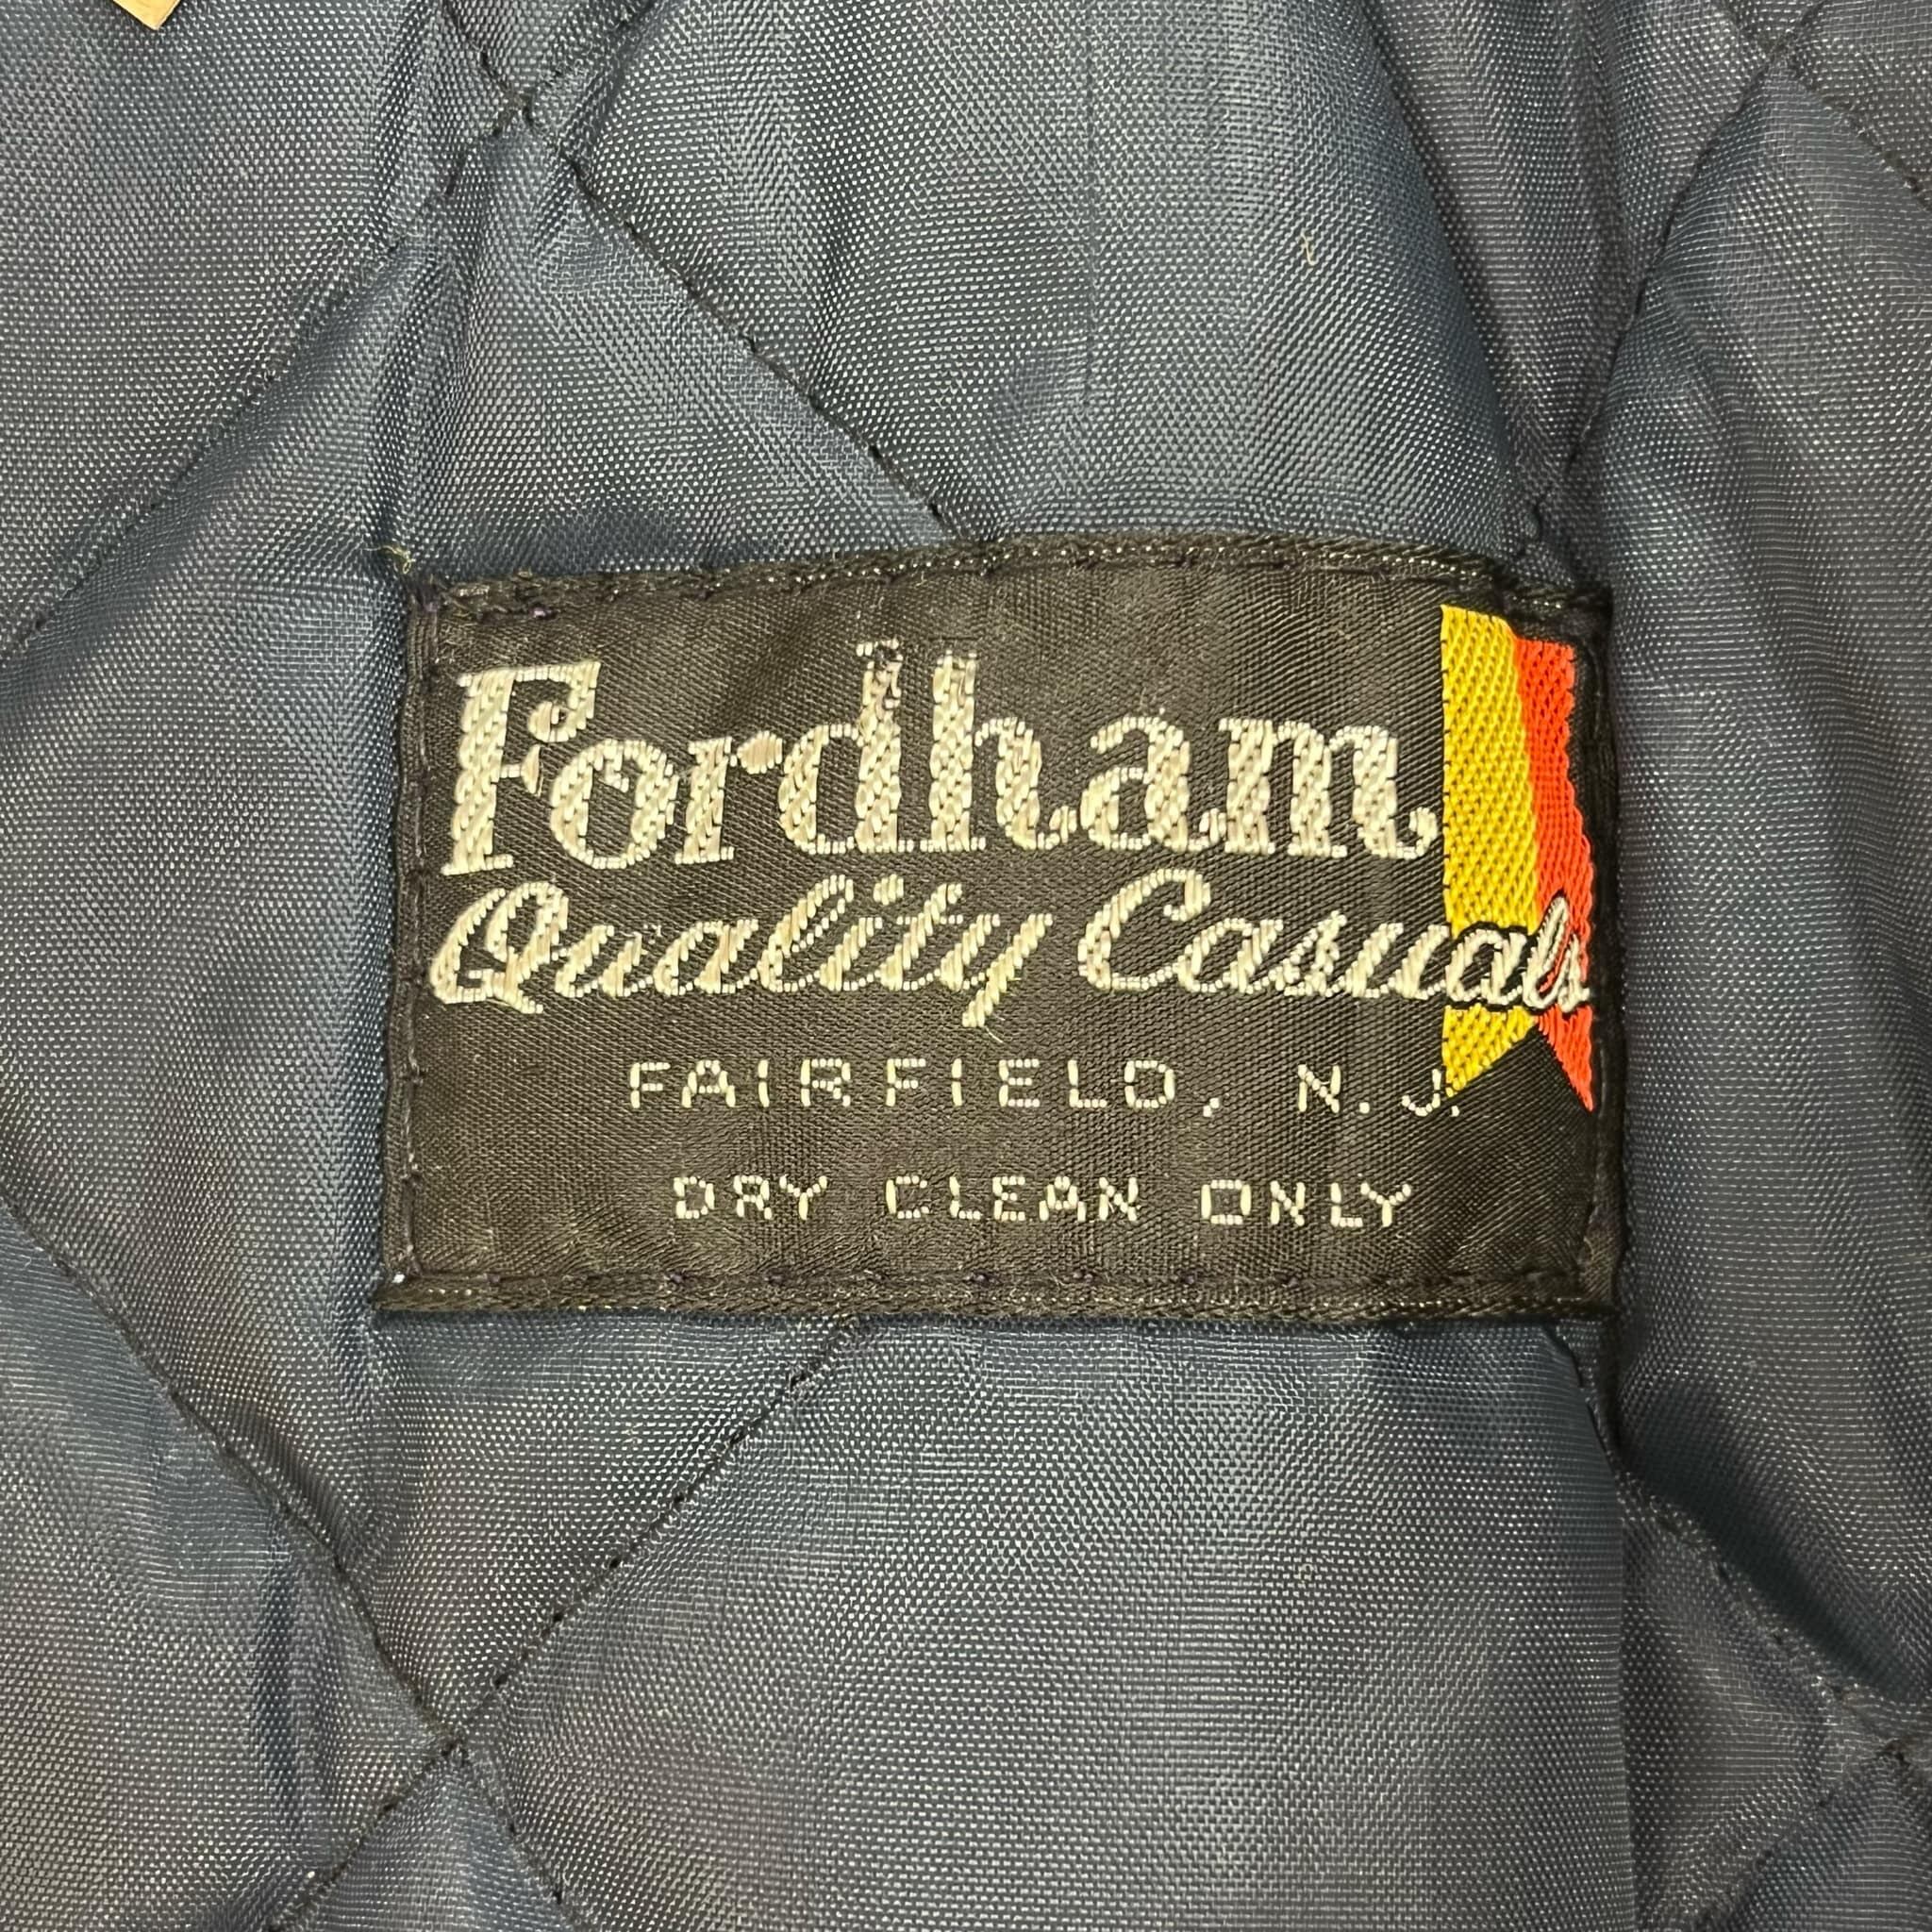 Fordham
Quality Casuals
FAIRFIELD, N.J.
DRY CLEAN ONLY